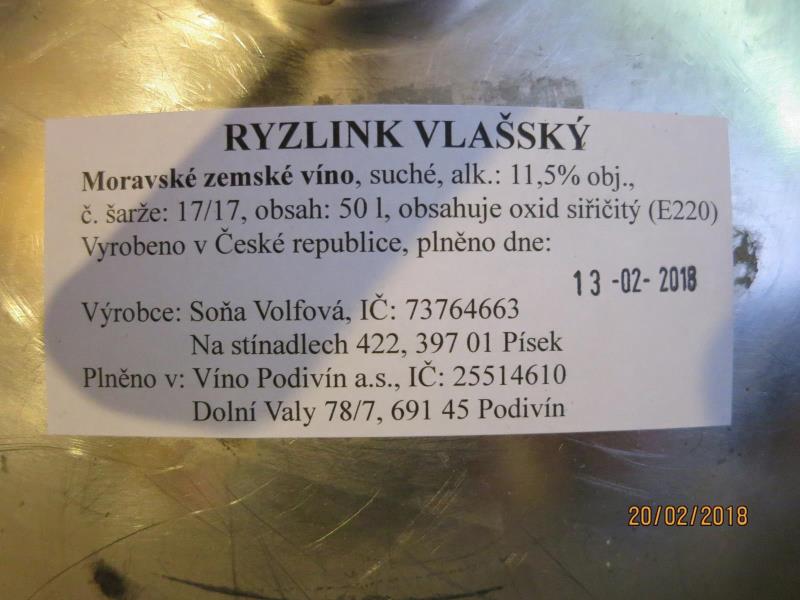 RYZLINK VLAŠSKÝ
Moravské zemské víno, suché, alk.: 11,5% obj.,
č. šarže: 17/17, obsah: 50 l, obsahuje oxid siřičitý (E220)
Vyrobeno v České republice, plněno dne:
13 -02- 2018
Výrobce: Soňa Volfová, IČ: 73764663
Na stínadlech 422, 397 01 Písek
Plněno v: Víno Podivín a.s., IČ: 25514610
Dolní Valy 78/7, 691 45 Podivín
20/02/2018